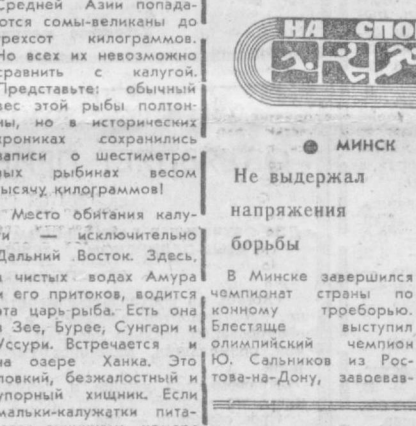 Средней Азии попада-
ются сомы-великаны до
трехсот килограммов.
Но всех их невозможно
сравнить с калугой.
Представьте: обычный
вес этой рыбы полтон-
ны, но в исторических
хрониках сохранились
записи о шестиметро-
вых рыбинах весом
тысячу килограммов!
Место обитания калу-
ги — исключительно
Дальний Восток. Здесь,
в чистых водах Амура
и его притоков, водится
эта царь-рыба. Есть она
в Зее, Бурее, Сунгари и
Уссури. Встречается и
на озере Ханка. Это
ловкий, безжалостный и
упорный хищник. Если
мальки-калужатки пита-
НА СПО
● МИНСК
Не выдержал
напряжения
борьбы
В Минске завершился
чемпионат страны по
конному троеборью.
Блестяще выступил
олимпийский чемпион
Ю. Сальников из Рос-
това-на-Дону, завоевав-